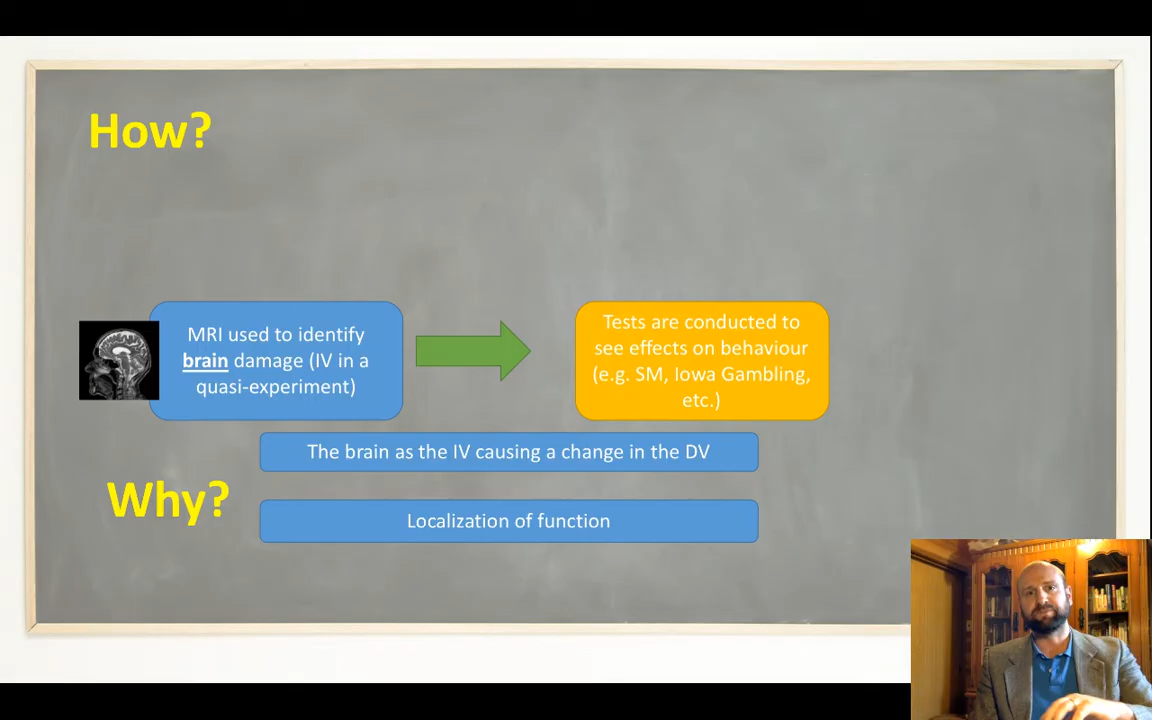 How?
MRI used to identify
brain damage (IV in a
quasi-experiment)
Tests are conducted to
see effects on behaviour
(e.g. SM, Iowa Gambling,
etc.)
The brain as the IV causing a change in the DV
Why?
Localization of function